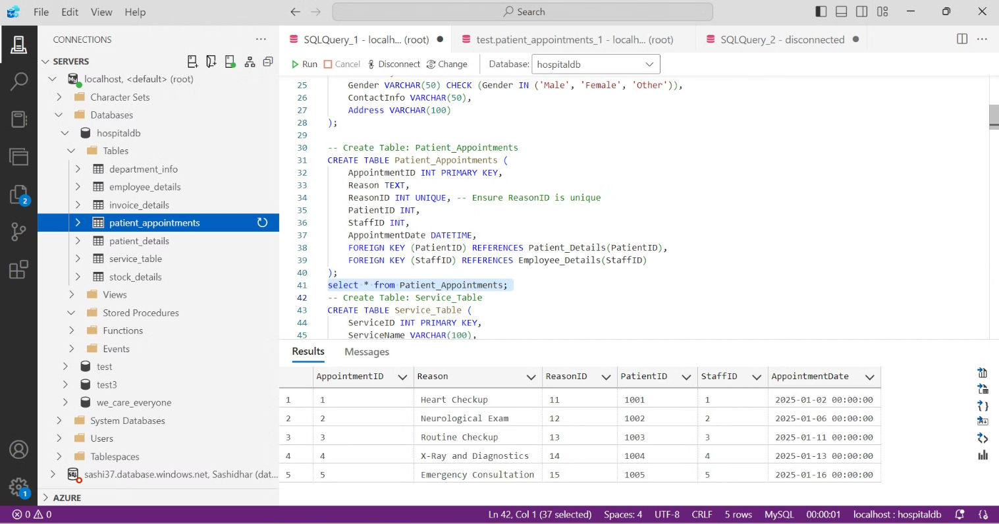 File Edit View Help
Search
CONNECTIONS
SERVERS
localhost, <default> (root)
Character Sets
Databases
hospitaldb
Tables
department_info
employee_details
invoice_details
patient_appointments
patient_details
service_table
stock_details
Views
Stored Procedures
Functions
Events
test
test3
we_care_everyone
System Databases
Users
Tablespaces
sashi37.database.windows.net, Sashidhar (dat...
AZURE
2
1
SQLQuery_1 - localh... (root)
test.patient_appointments_1 - localh... (root)
SQLQuery_2 - disconnected
Run Cancel Disconnect Change Database: hospitaldb
25 Gender VARCHAR(50) CHECK (Gender IN ('Male', 'Female', 'Other')),
26 ContactInfo VARCHAR(50),
27 Address VARCHAR(100)
28 );
29
30 -- Create Table: Patient_Appointments
31 CREATE TABLE Patient_Appointments (
32 AppointmentID INT PRIMARY KEY,
33 Reason TEXT,
34 ReasonID INT UNIQUE, -- Ensure ReasonID is unique
35 PatientID INT,
36 StaffID INT,
37 AppointmentDate DATETIME,
38 FOREIGN KEY (PatientID) REFERENCES Patient_Details(PatientID),
39 FOREIGN KEY (StaffID) REFERENCES Employee_Details(StaffID)
40 );
41 select * from Patient_Appointments;
42 -- Create Table: Service_Table
43 CREATE TABLE Service_Table (
44 ServiceID INT PRIMARY KEY,
45 ServiceName VARCHAR(100),
Results Messages
AppointmentID Reason ReasonID PatientID StaffID AppointmentDate
1 1 Heart Checkup 11 1001 1 2025-01-02 00:00:00
2 2 Neurological Exam 12 1002 2 2025-01-06 00:00:00
3 3 Routine Checkup 13 1003 3 2025-01-11 00:00:00
4 4 X-Ray and Diagnostics 14 1004 4 2025-01-13 00:00:00
5 5 Emergency Consultation 15 1005 5 2025-01-16 00:00:00
0 0 Ln 42, Col 1 (37 selected) Spaces: 4 UTF-8 CRLF 5 rows MySQL 00:00:01 localhost : hospitaldb